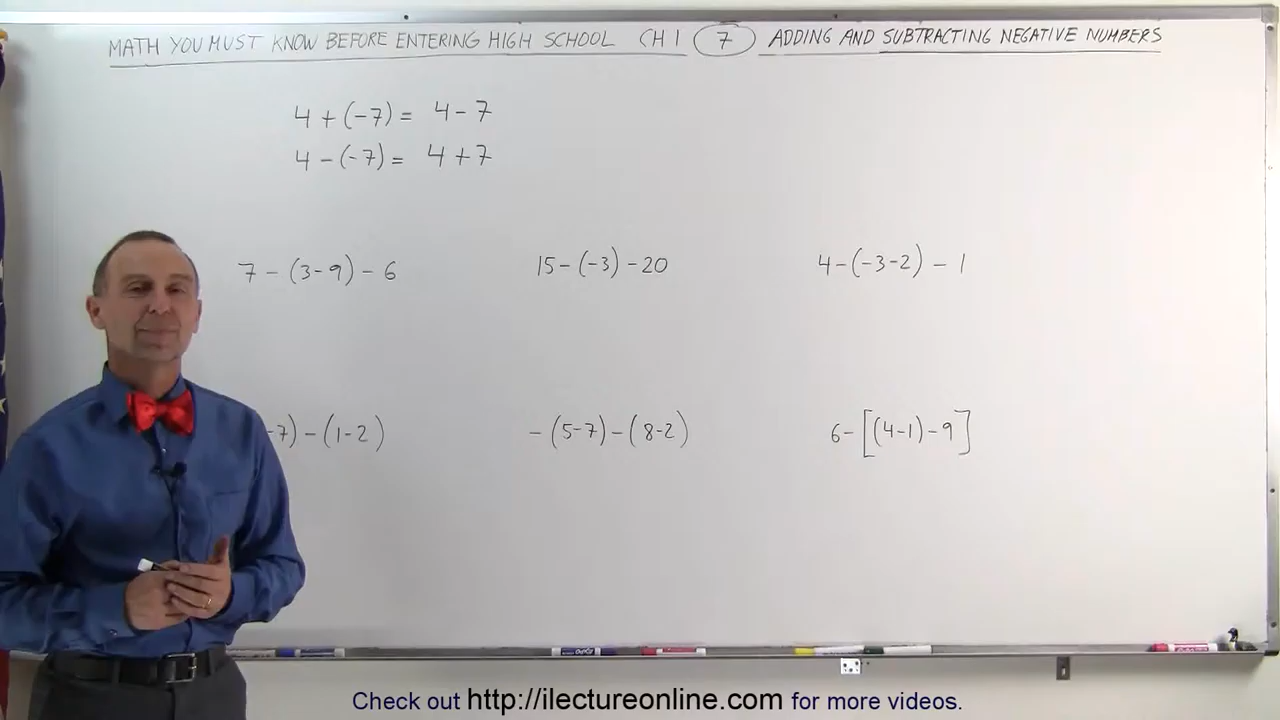 MATH YOU MUST KNOW BEFORE ENTERING HIGH SCHOOL CH 1 7 ADDING AND SUBTRACTING NEGATIVE NUMBERS
4 + (-7) = 4 - 7
4 - (-7) = 4 + 7
7 - (3-9) - 6 15 - (-3) - 20 4 - (-3-2) - 1
-7) - (1-2) - (5-7) - (8-2) 6 - [(4-1) - 9]
Check out http://ilectureonline.com for more videos.